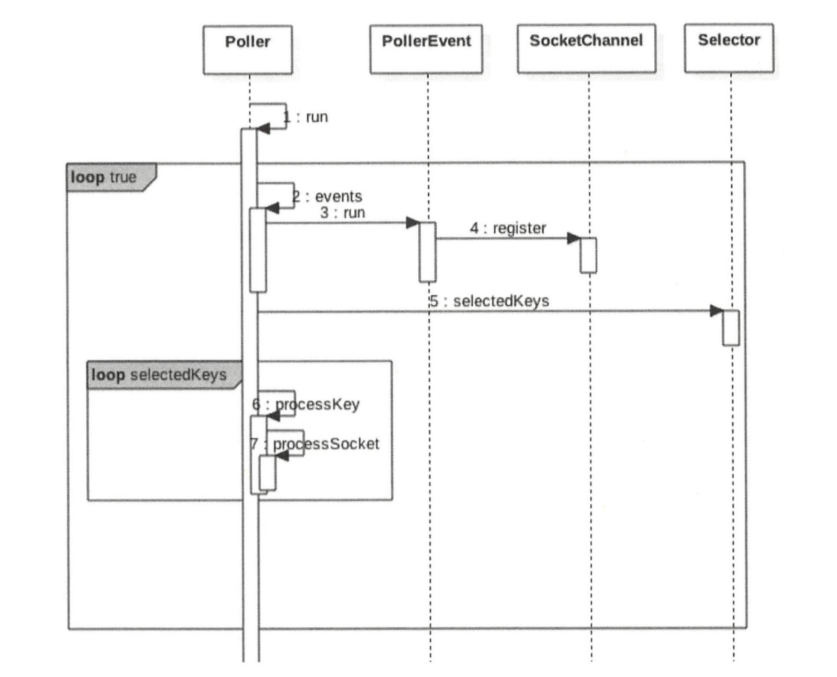 Poller
PollerEvent
SocketChannel
Selector
1 : run
loop true
2 : events
3 : run
4 : register
5 : selectedKeys
loop selectedKeys
6 : processKey
7 : processSocket